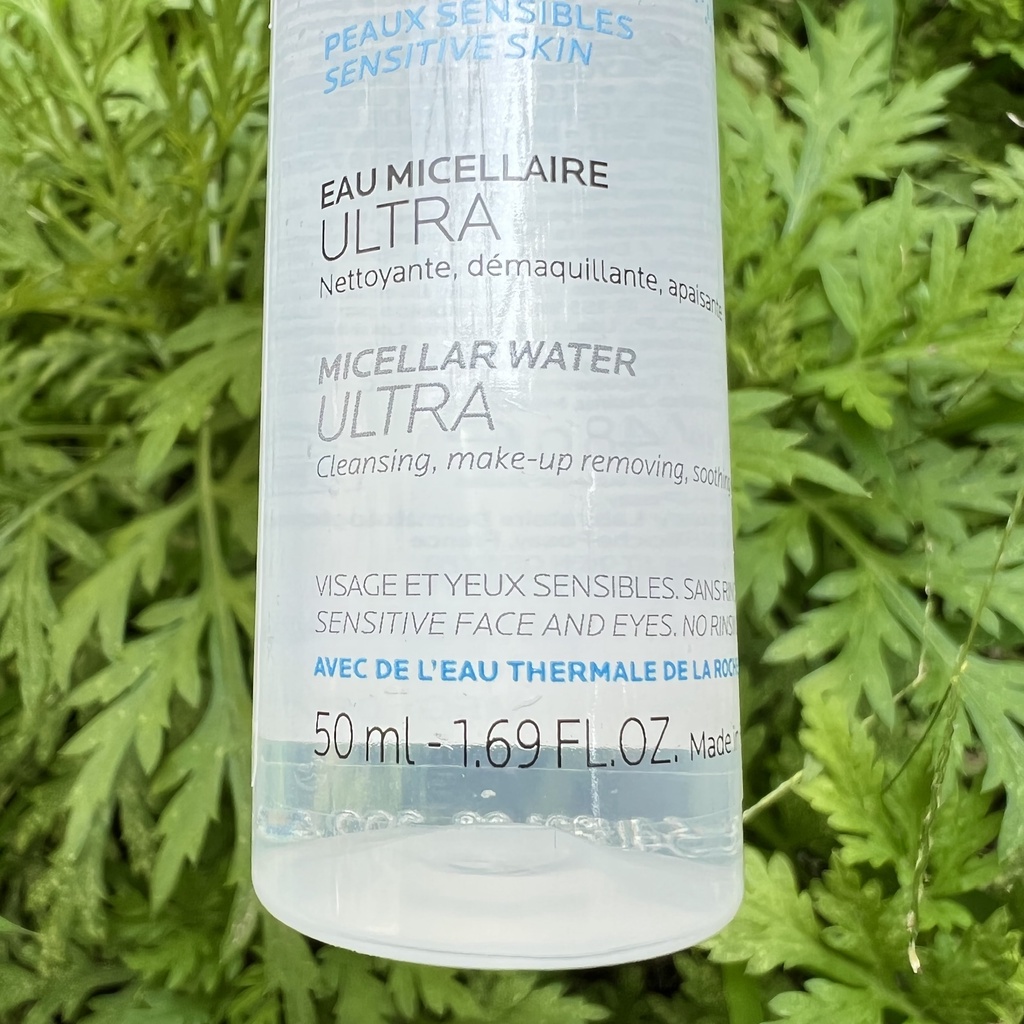 PEAUX SENSIBLES
SENSITIVE SKIN
EAU MICELLAIRE
ULTRA
Nettoyante, démaquillante, apaisante
MICELLAR WATER
ULTRA
Cleansing, make-up removing, soothing
VISAGE ET YEUX SENSIBLES. SANS
SENSITIVE FACE AND EYES. NO
AVEC DE L'EAU THERMALE DE LA
50 ml - 1.69 FL.OZ. Made